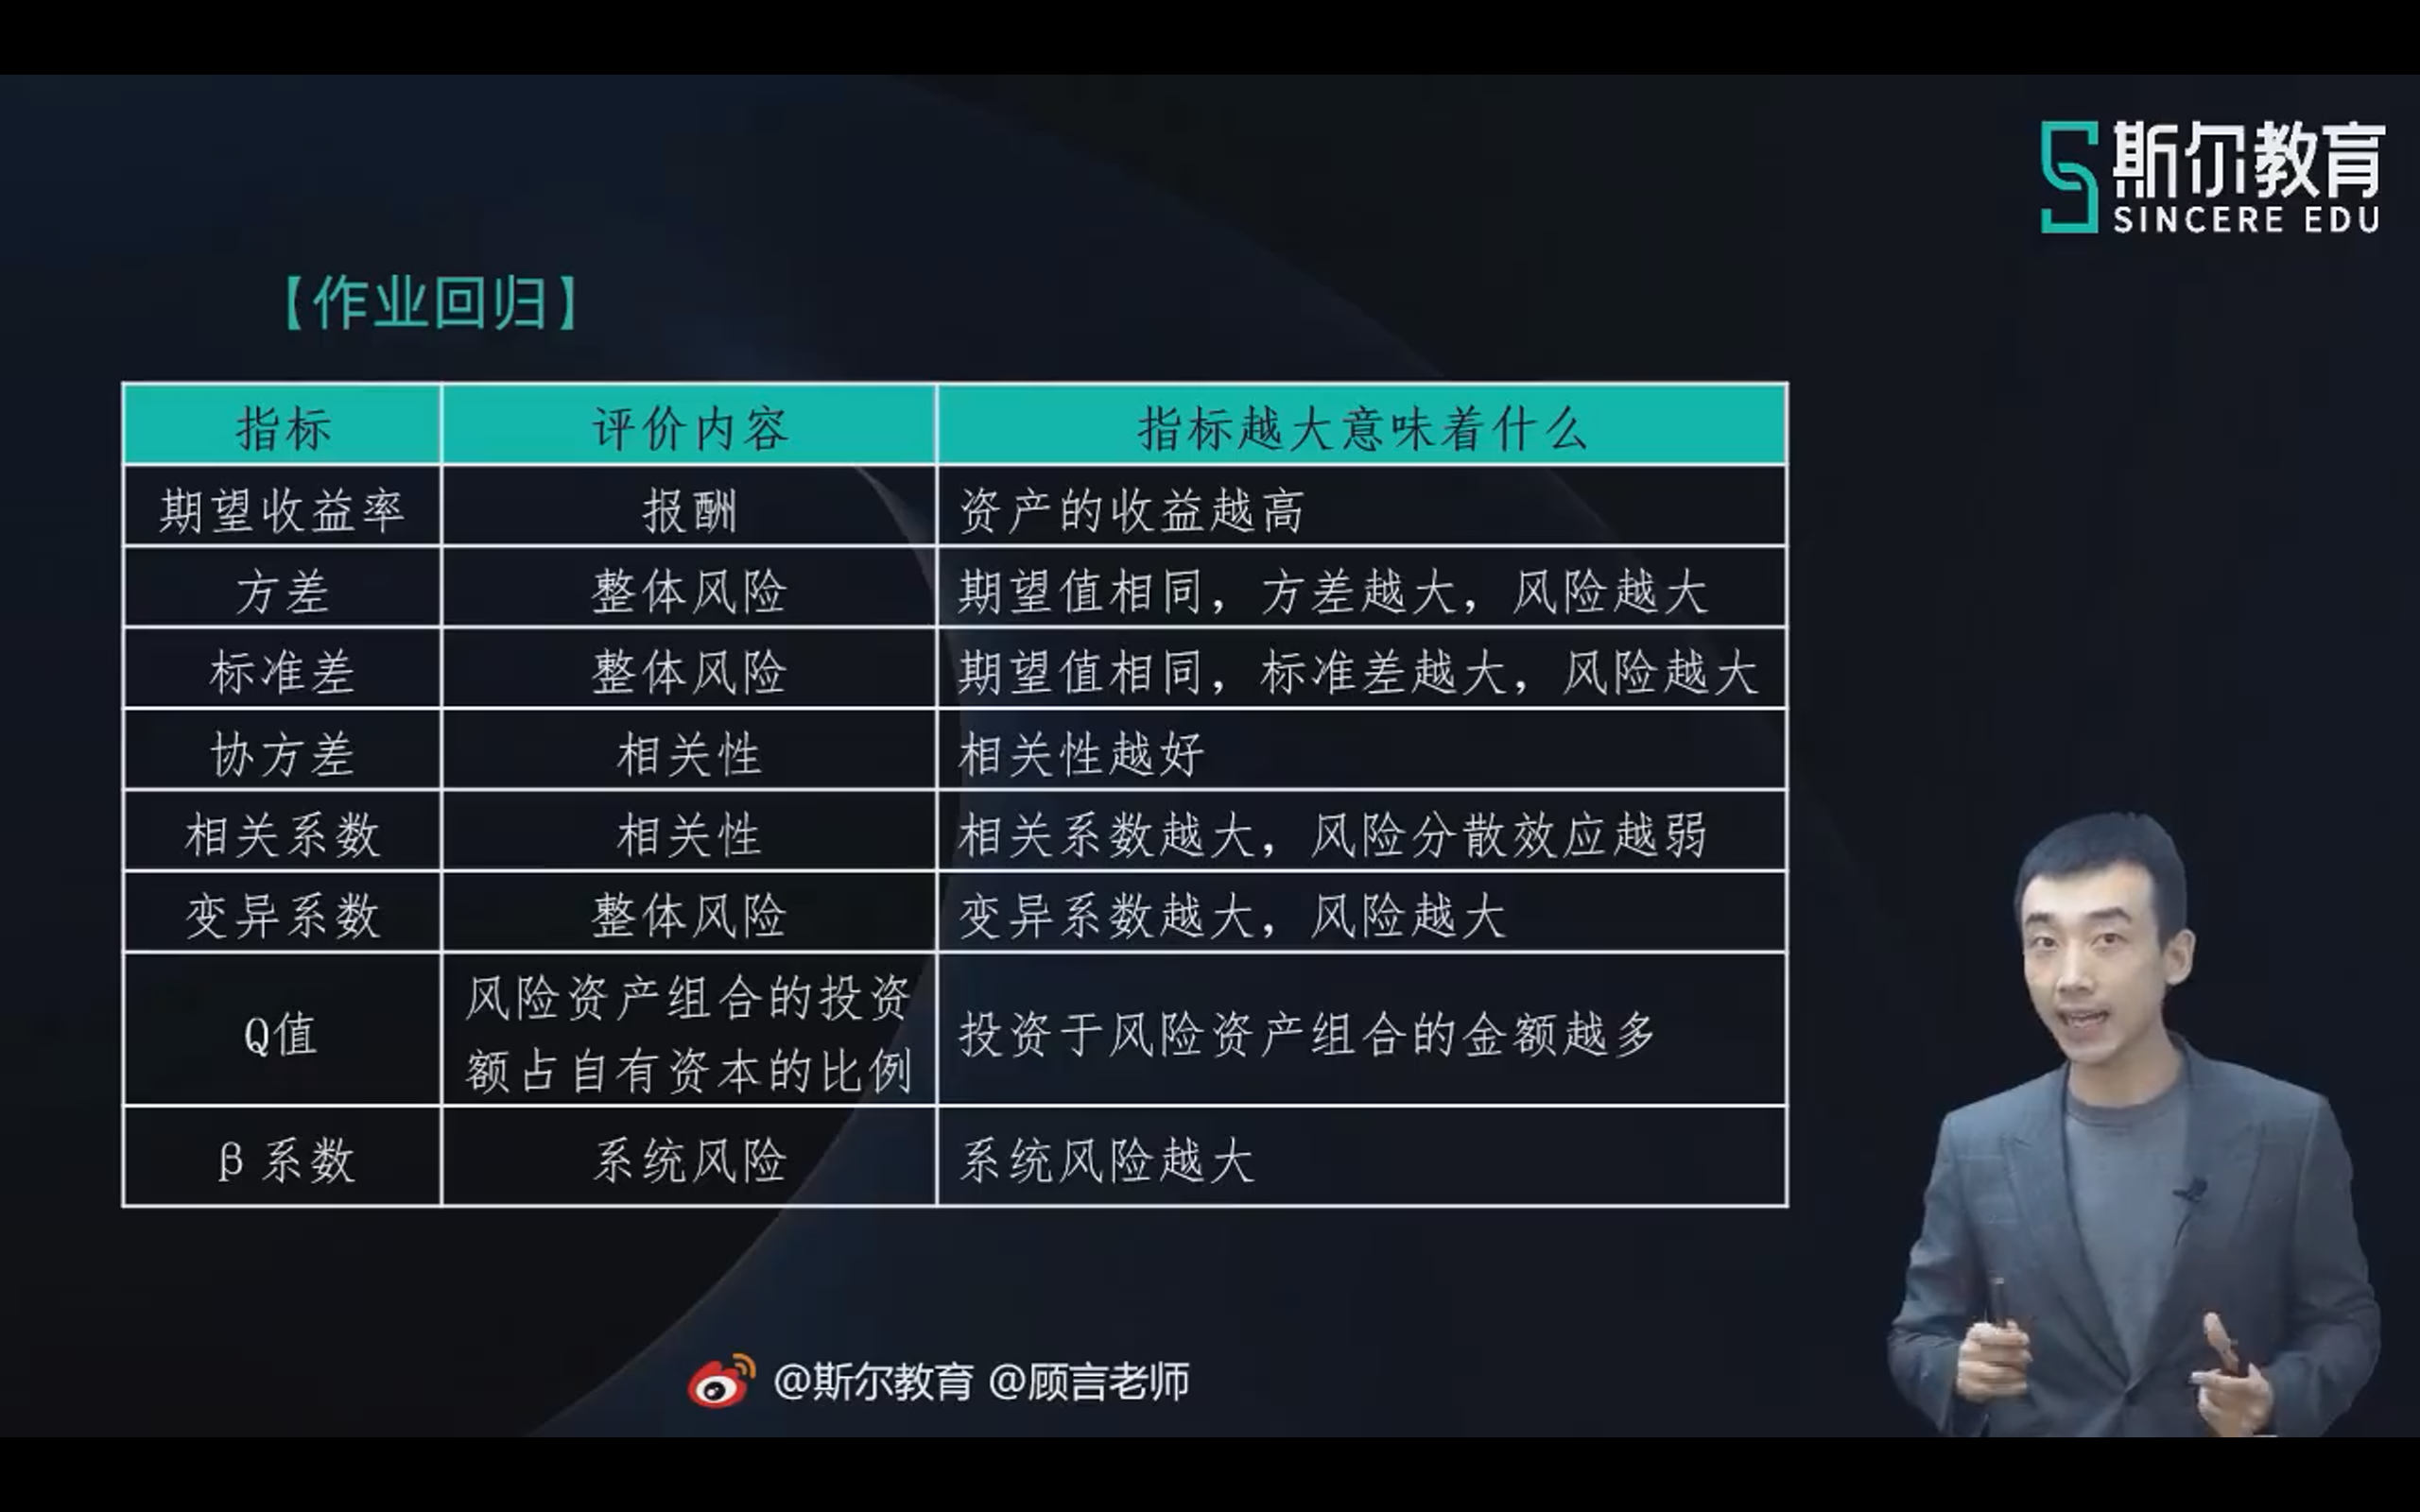 斯尔教育
SINCERE EDU
【作业回归】
指标 评价内容 指标越大意味着什么
期望收益率 报酬 资产的收益越高
方差 整体风险 期望值相同，方差越大，风险越大
标准差 整体风险 期望值相同，标准差越大，风险越大
协方差 相关性 相关性越好
相关系数 相关性 相关系数越大，风险分散效应越弱
变异系数 整体风险 变异系数越大，风险越大
Q值 风险资产组合的投资 投资于风险资产组合的金额越多
额占自有资本的比例
β系数 系统风险 系统风险越大
@斯尔教育 @顾言老师